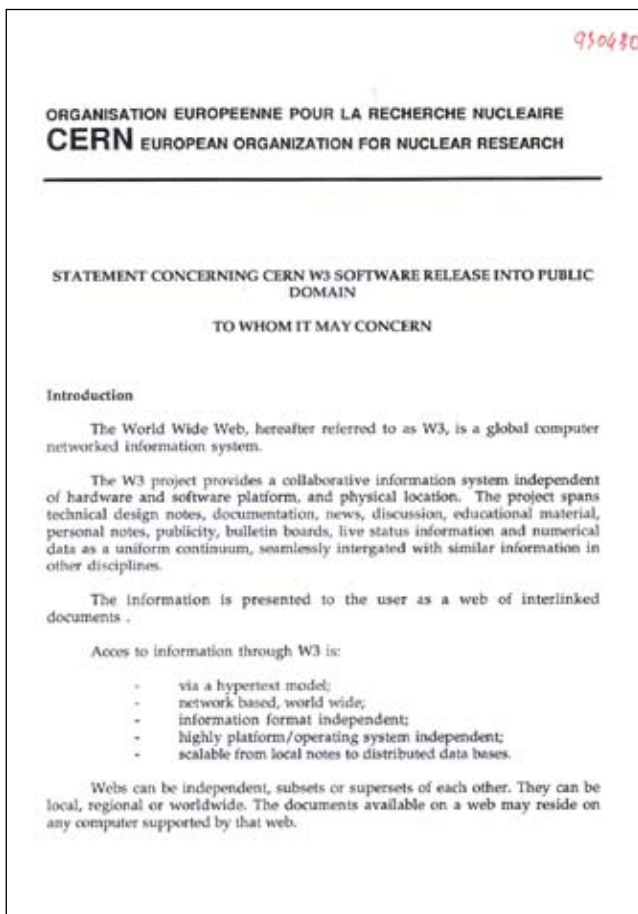 930430
ORGANISATION EUROPEENNE POUR LA RECHERCHE NUCLEAIRE
CERN EUROPEAN ORGANIZATION FOR NUCLEAR RESEARCH
STATEMENT CONCERNING CERN W3 SOFTWARE RELEASE INTO PUBLIC
DOMAIN
TO WHOM IT MAY CONCERN
Introduction
The World Wide Web, hereafter referred to as W3, is a global computer
networked information system.
The W3 project provides a collaborative information system independent
of hardware and software platform, and physical location. The project spans
technical design notes, documentation, news, discussion, educational material,
personal notes, publicity, bulletin boards, live status information and numerical
data as a uniform continuum, seamlessly intergated with similar information in
other disciplines.
The information is presented to the user as a web of interlinked
documents .
Acces to information through W3 is:
- via a hypertext model;
- network based, world wide;
- information format independent;
- highly platform/operating system independent;
- scalable from local notes to distributed data bases.
Webs can be independent, subsets or supersets of each other. They can be
local, regional or worldwide. The documents available on a web may reside on
any computer supported by that web.